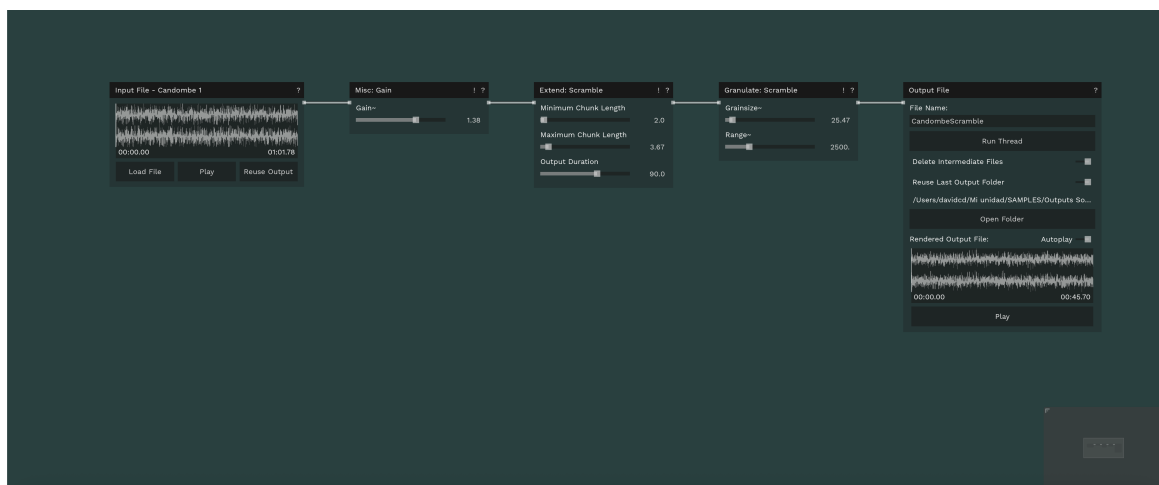 Input File - Candombe 1 ?
00:00.00 01:01.78
Load File Play Reuse Output
Misc: Gain ! ?
Gain~
1.38
Extend: Scramble ! ?
Minimum Chunk Length
2.0
Maximum Chunk Length
3.67
Output Duration
90.0
Granulate: Scramble ! ?
Grainsize~
25.47
Range~
2500.
Output File ?
File Name:
CandombeScramble
Run Thread
Delete Intermediate Files
Reuse Last Output Folder
/Users/davidcd/Mi unidad/SAMPLES/Outputs So...
Open Folder
Rendered Output File: Autoplay
00:00.00 00:45.70
Play